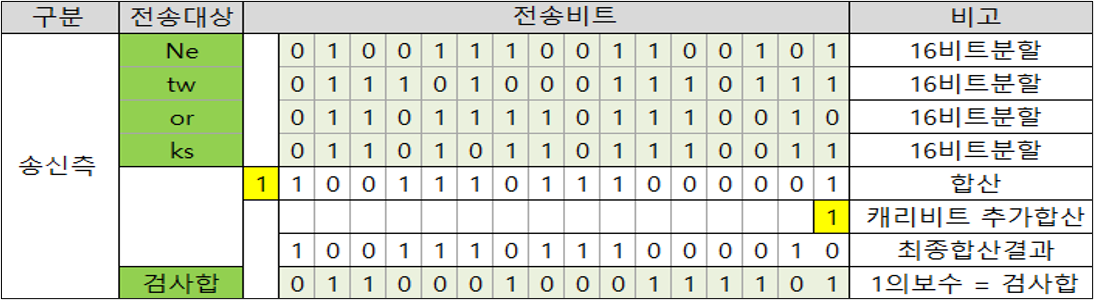 구분 전송대상 전송비트 비고
Ne 0 1 0 0 1 1 1 0 0 1 1 0 0 1 0 1 16비트분할
tw 0 1 1 1 0 1 0 0 0 1 1 1 0 1 1 1 16비트분할
or 0 1 1 0 1 1 1 1 0 1 1 1 0 0 1 0 16비트분할
송신측 ks 0 1 1 0 1 0 1 1 0 1 1 1 0 0 1 1 16비트분할
1 1 0 0 1 1 1 0 1 1 1 0 0 0 0 0 1 합산
1 캐리비트 추가합산
1 0 0 1 1 1 0 1 1 1 0 0 0 0 1 0 최종합산결과
검사합 0 1 1 0 0 0 1 0 0 0 1 1 1 1 0 1 1의보수 = 검사합